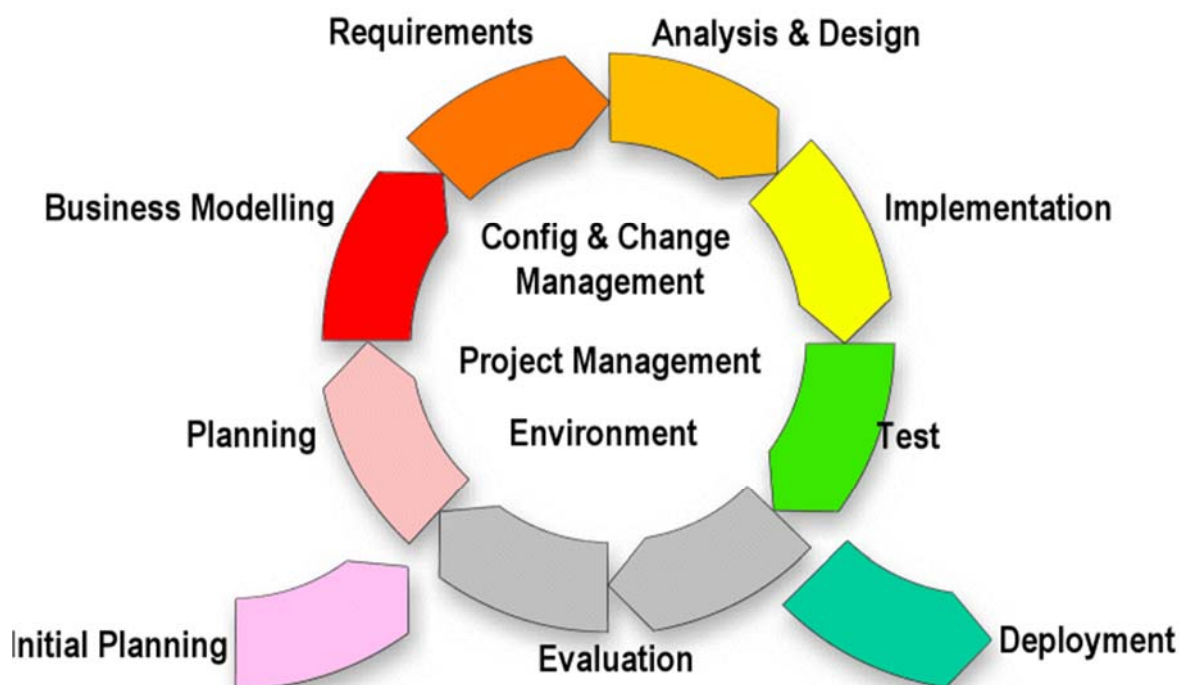 Requirements
Analysis & Design
Business Modelling
Implementation
Config & Change
Management
Project Management
Environment
Planning
Test
Initial Planning
Deployment
Evaluation